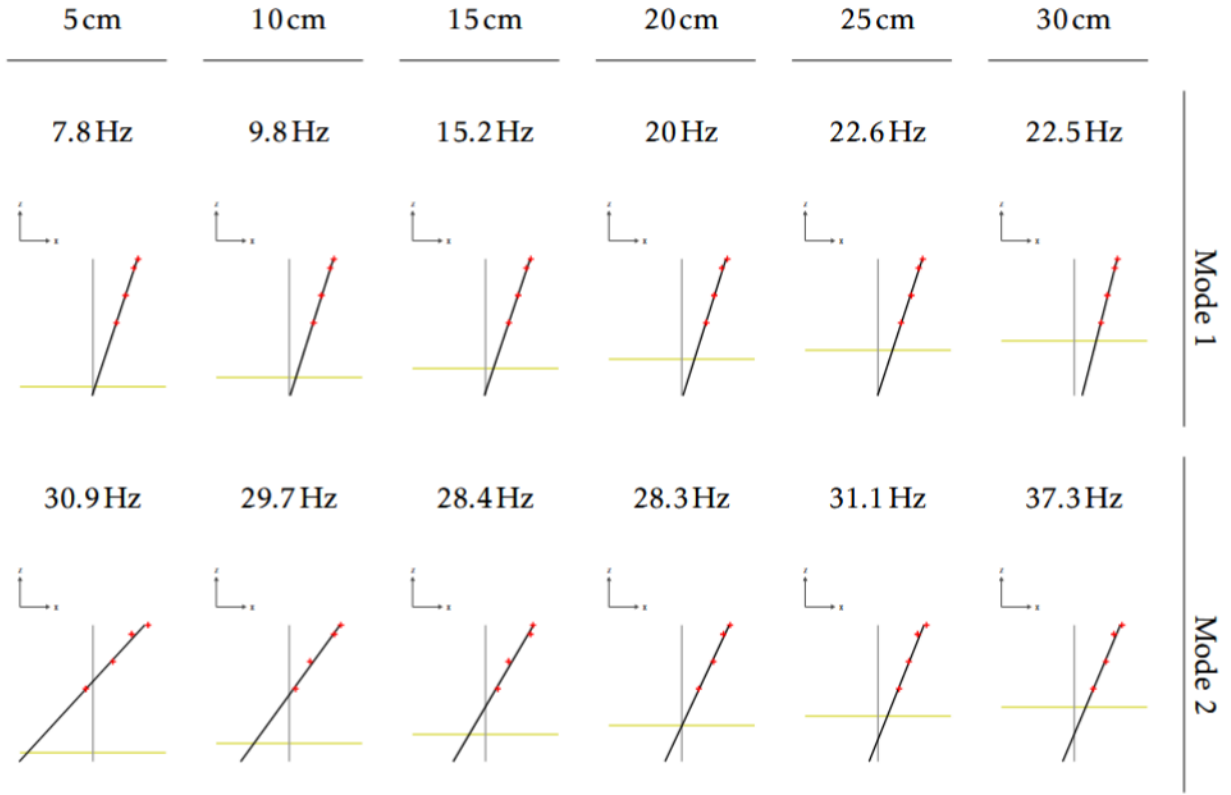 5 cm 10 cm 15 cm 20 cm 25 cm 30 cm
7.8 Hz 9.8 Hz 15.2 Hz 20 Hz 22.6 Hz 22.5 Hz
z z z z z z
x x x x x x
Mode 1
30.9 Hz 29.7 Hz 28.4 Hz 28.3 Hz 31.1 Hz 37.3 Hz
z z z z z z
x x x x x x
Mode 2